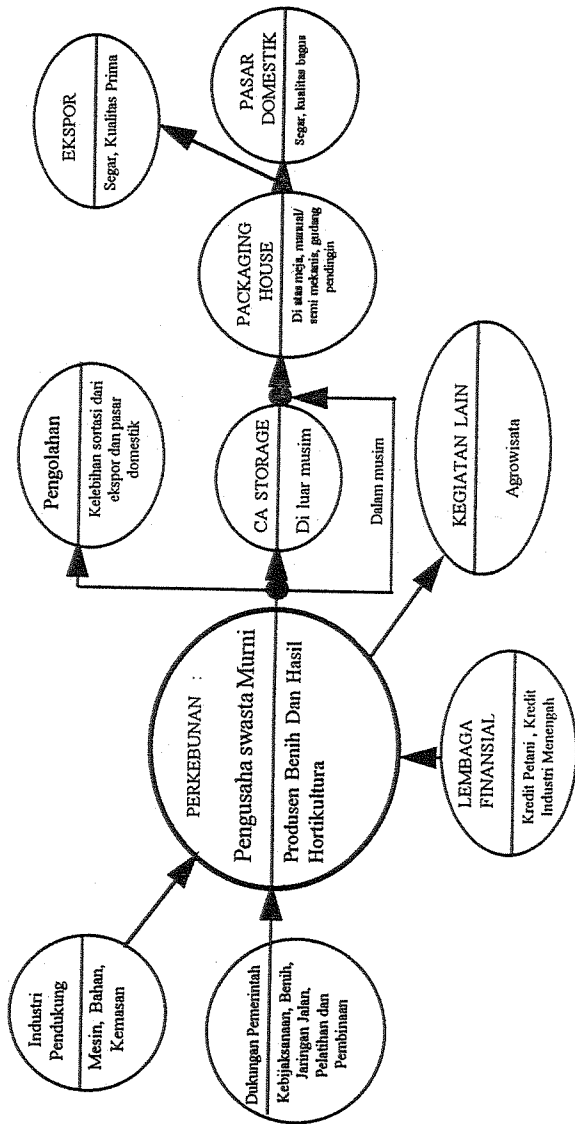 Industri
Pendukung
Mesin, Bahan,
Kemasan
Dukungan Pemerintah
Kebijaksanaan, Benih,
Jaringan Jalan,
Pelatihan dan
Pembinaan
PERKEBUNAN :
Pengusaha swasta Murni
Produsen Benih Dan Hasil
Hortikultura
LEMBAGA
FINANSIAL
Kredit Petani , Kredit
Industri Menengah
Pengolahan
Kelebihan sortasi dari
ekspor dan pasar
domestik
CA STORAGE
Di luar musim
Dalam musim
KEGIATAN LAIN
Agrowisata
PACKAGING
HOUSE
Di atas meja, manual/
semi mekanis, gudang
pendingin
EKSPOR
Segar, Kualitas Prima
PASAR
DOMESTIK
Segar, kualitas bagus